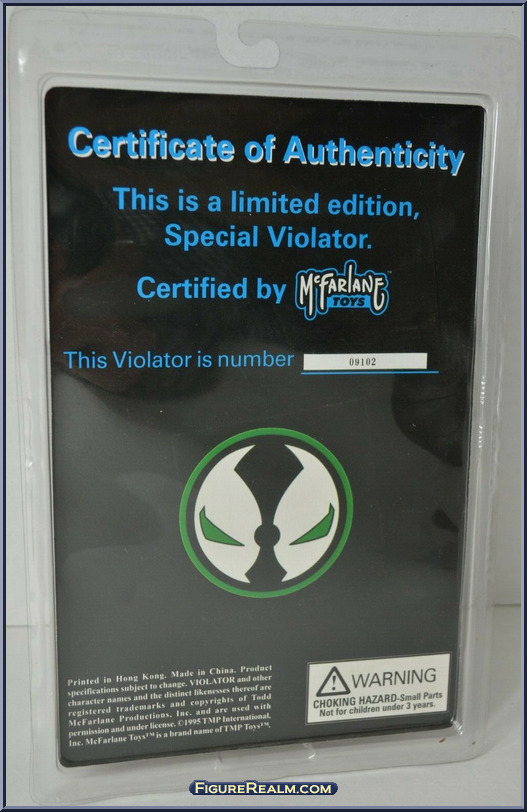 Certificate of Authenticity
This is a limited edition,
Special Violator.
Certified by McFARLANE TOYS™
This Violator is number 09102
Printed in Hong Kong. Made in China. Product
specifications subject to change. VIOLATOR and other
character names and the distinct likenesses thereof are
registered trademarks and copyrights of Todd
McFarlane Productions, Inc. and are used with
permission and under license. ©1995 TMP International,
Inc. McFarlane Toys™ is a brand name of TMP Toys™.
WARNING
CHOKING HAZARD-Small Parts
Not for children under 3 years.
FIGUREREALM.COM